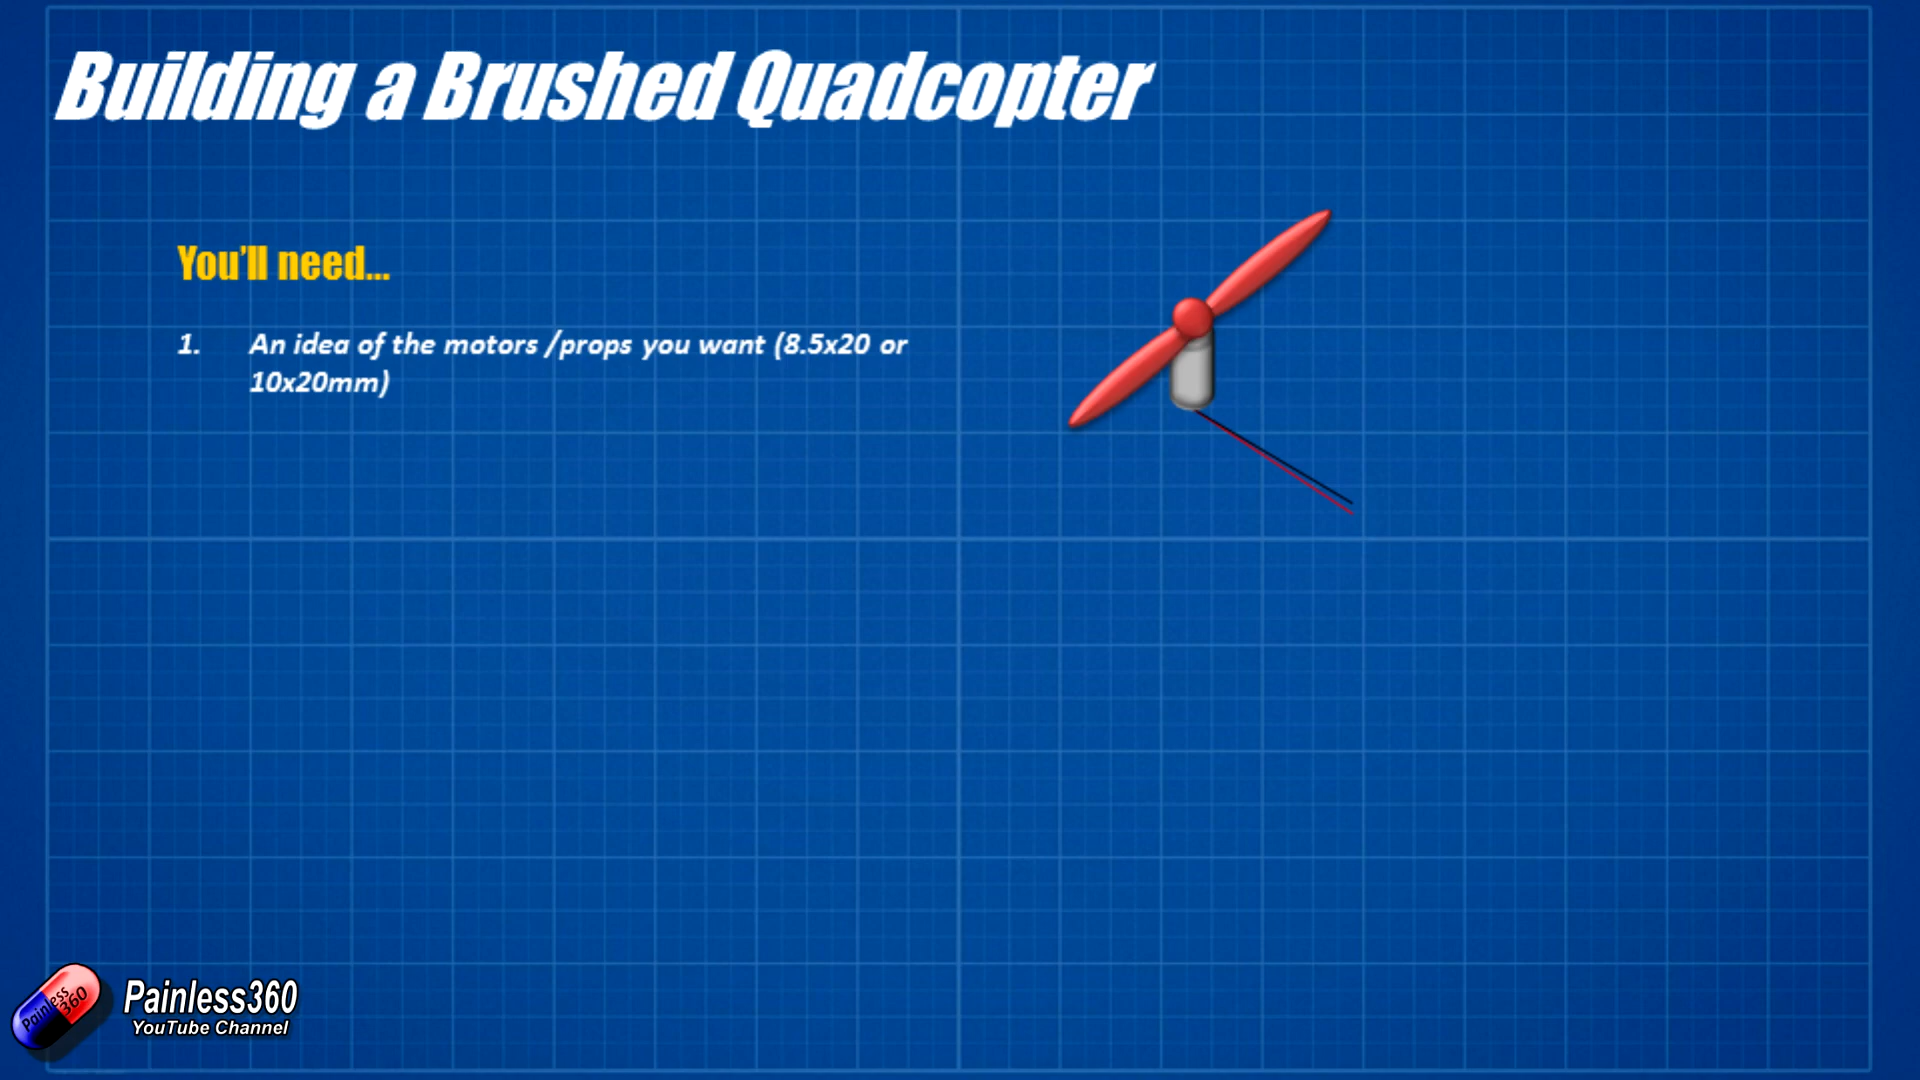 Building a Brushed Quadcopter
You'll need...
1. An idea of the motors /props you want (8.5x20 or
10x20mm)
Painless
360
Painless360
YouTube Channel